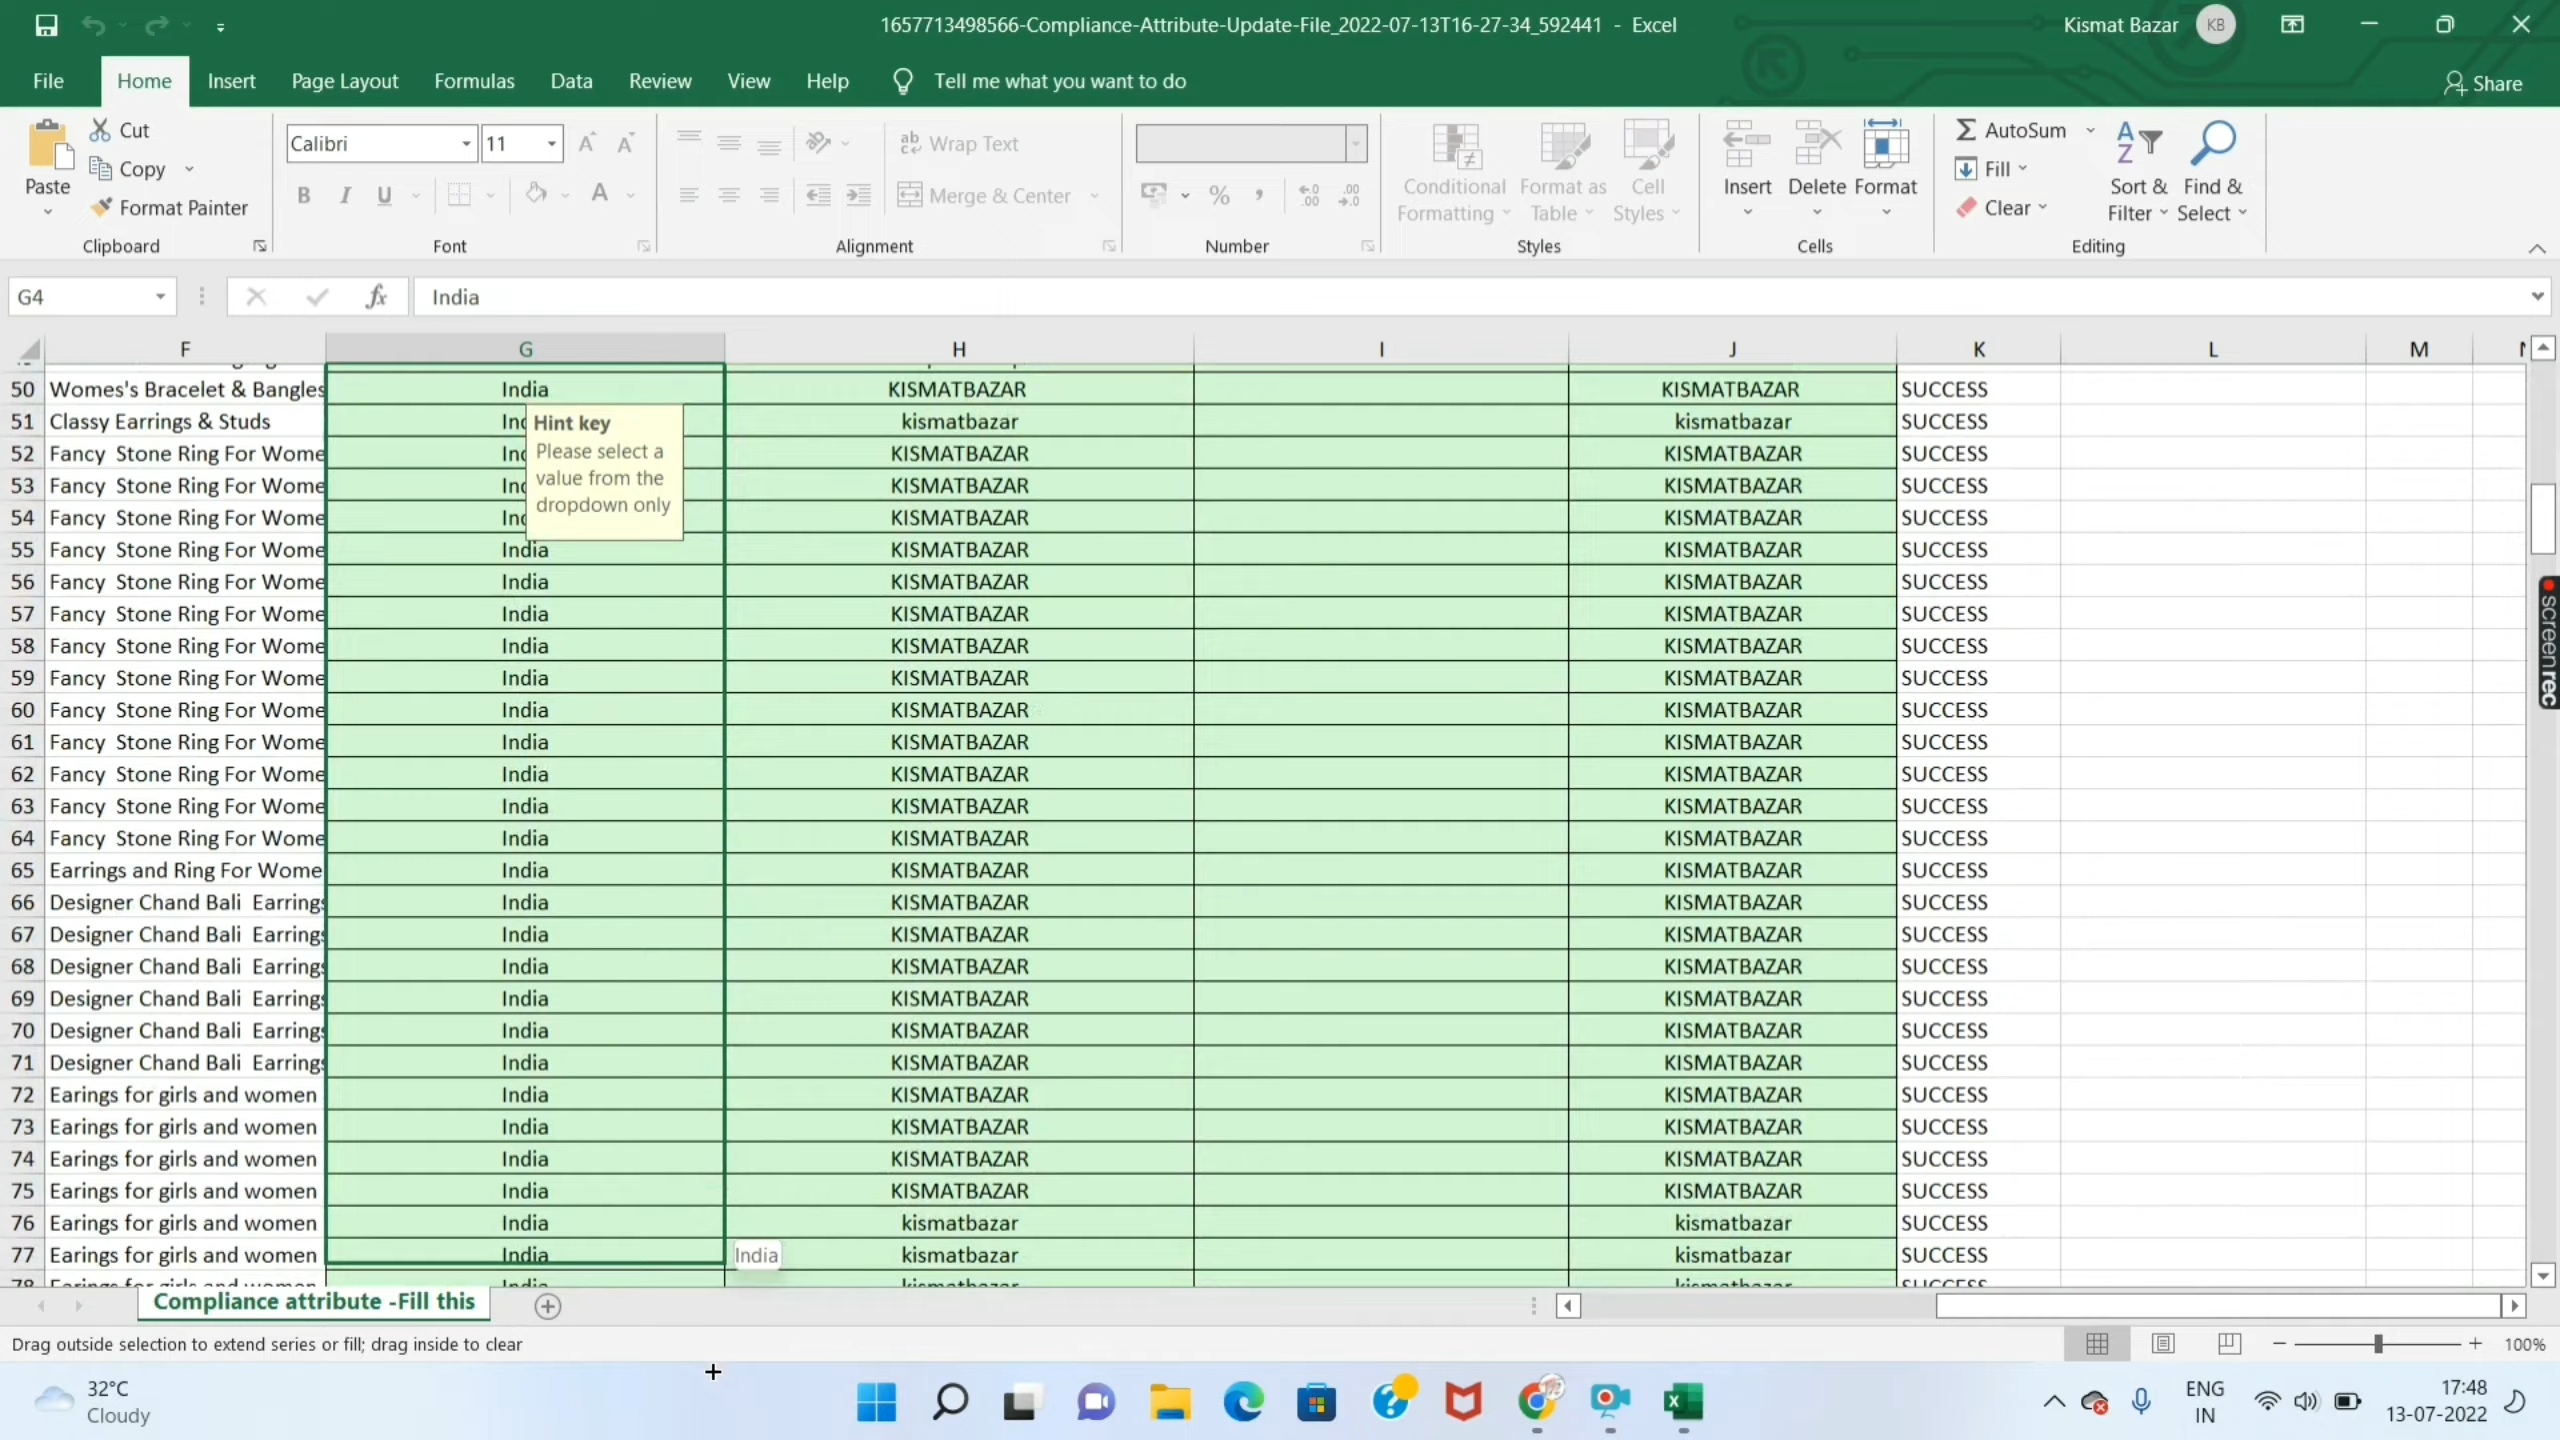 1657713498566-Compliance-Attribute-Update-File_2022-07-13T16-27-34_592441 - Excel
Kismat Bazar
KB
File
Home
Insert
Page Layout
Formulas
Data
Review
View
Help
Tell me what you want to do
Share
Paste
Cut
Copy
Format Painter
Clipboard
Calibri
11
B I U
Font
Wrap Text
Merge & Center
Alignment
Number
Conditional Formatting
Format as Table
Cell Styles
Styles
Insert
Delete
Format
Cells
AutoSum
Fill
Clear
Sort & Filter
Find & Select
Editing
G4
fx
India
F G H I J K L M
50 Womes's Bracelet & Bangles India KISMATBAZAR KISMATBAZAR SUCCESS
51 Classy Earrings & Studs kismatbazar kismatbazar SUCCESS
52 Fancy Stone Ring For Wome KISMATBAZAR KISMATBAZAR SUCCESS
53 Fancy Stone Ring For Wome KISMATBAZAR KISMATBAZAR SUCCESS
54 Fancy Stone Ring For Wome KISMATBAZAR KISMATBAZAR SUCCESS
Hint key
Please select a
value from the
dropdown only
55 Fancy Stone Ring For Wome India KISMATBAZAR KISMATBAZAR SUCCESS
56 Fancy Stone Ring For Wome India KISMATBAZAR KISMATBAZAR SUCCESS
57 Fancy Stone Ring For Wome India KISMATBAZAR KISMATBAZAR SUCCESS
58 Fancy Stone Ring For Wome India KISMATBAZAR KISMATBAZAR SUCCESS
59 Fancy Stone Ring For Wome India KISMATBAZAR KISMATBAZAR SUCCESS
60 Fancy Stone Ring For Wome India KISMATBAZAR KISMATBAZAR SUCCESS
61 Fancy Stone Ring For Wome India KISMATBAZAR KISMATBAZAR SUCCESS
62 Fancy Stone Ring For Wome India KISMATBAZAR KISMATBAZAR SUCCESS
63 Fancy Stone Ring For Wome India KISMATBAZAR KISMATBAZAR SUCCESS
64 Fancy Stone Ring For Wome India KISMATBAZAR KISMATBAZAR SUCCESS
65 Earrings and Ring For Wome India KISMATBAZAR KISMATBAZAR SUCCESS
66 Designer Chand Bali Earrings India KISMATBAZAR KISMATBAZAR SUCCESS
67 Designer Chand Bali Earrings India KISMATBAZAR KISMATBAZAR SUCCESS
68 Designer Chand Bali Earrings India KISMATBAZAR KISMATBAZAR SUCCESS
69 Designer Chand Bali Earrings India KISMATBAZAR KISMATBAZAR SUCCESS
70 Designer Chand Bali Earrings India KISMATBAZAR KISMATBAZAR SUCCESS
71 Designer Chand Bali Earrings India KISMATBAZAR KISMATBAZAR SUCCESS
72 Earings for girls and women India KISMATBAZAR KISMATBAZAR SUCCESS
73 Earings for girls and women India KISMATBAZAR KISMATBAZAR SUCCESS
74 Earings for girls and women India KISMATBAZAR KISMATBAZAR SUCCESS
75 Earings for girls and women India KISMATBAZAR KISMATBAZAR SUCCESS
76 Earings for girls and women India kismatbazar kismatbazar SUCCESS
77 Earings for girls and women India India kismatbazar kismatbazar SUCCESS
78 Earings for girls and women India kismatbazar kismatbazar SUCCESS
screenrec
Compliance attribute -Fill this
Drag outside selection to extend series or fill; drag inside to clear
100%
32°C
Cloudy
ENG
IN
17:48
13-07-2022